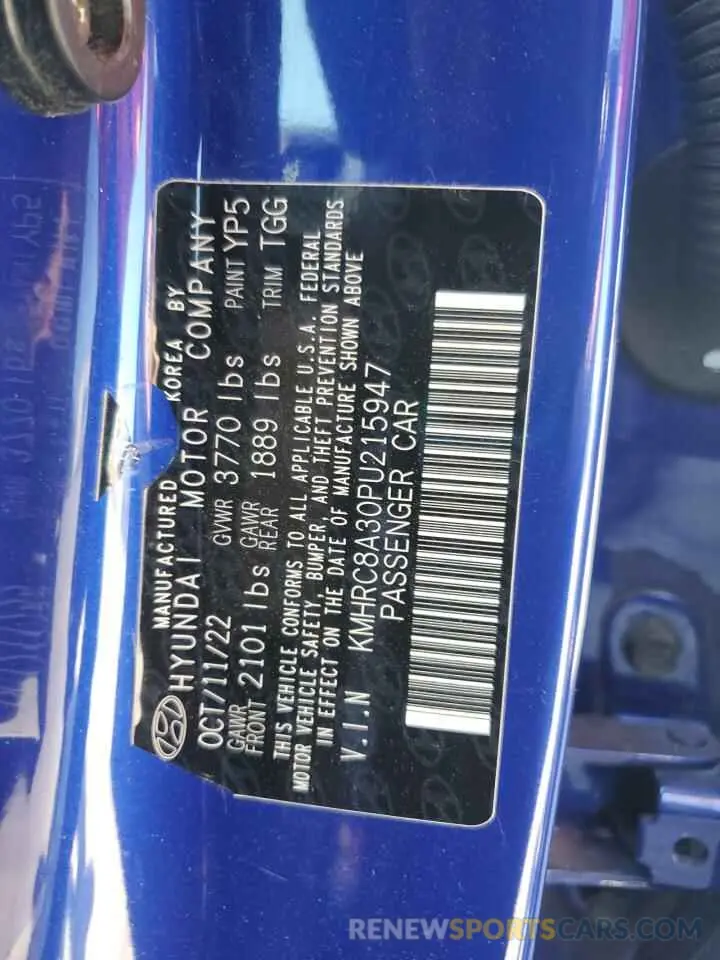 MANUFACTURED KOREA BY
HYUNDAI MOTOR COMPANY
OCT/11/22 GVWR 3770 lbs PAINT YP5
GAWR FRONT 2101 lbs GAWR REAR 1889 lbs TRIM TGG
THIS VEHICLE CONFORMS TO ALL APPLICABLE U.S.A. FEDERAL
MOTOR VEHICLE SAFETY, BUMPER, AND THEFT PREVENTION STANDARDS
IN EFFECT ON THE DATE OF MANUFACTURE SHOWN ABOVE
V.I.N KMHRC8A30PU215947
PASSENGER CAR
RENEWSPORTSCARS.COM